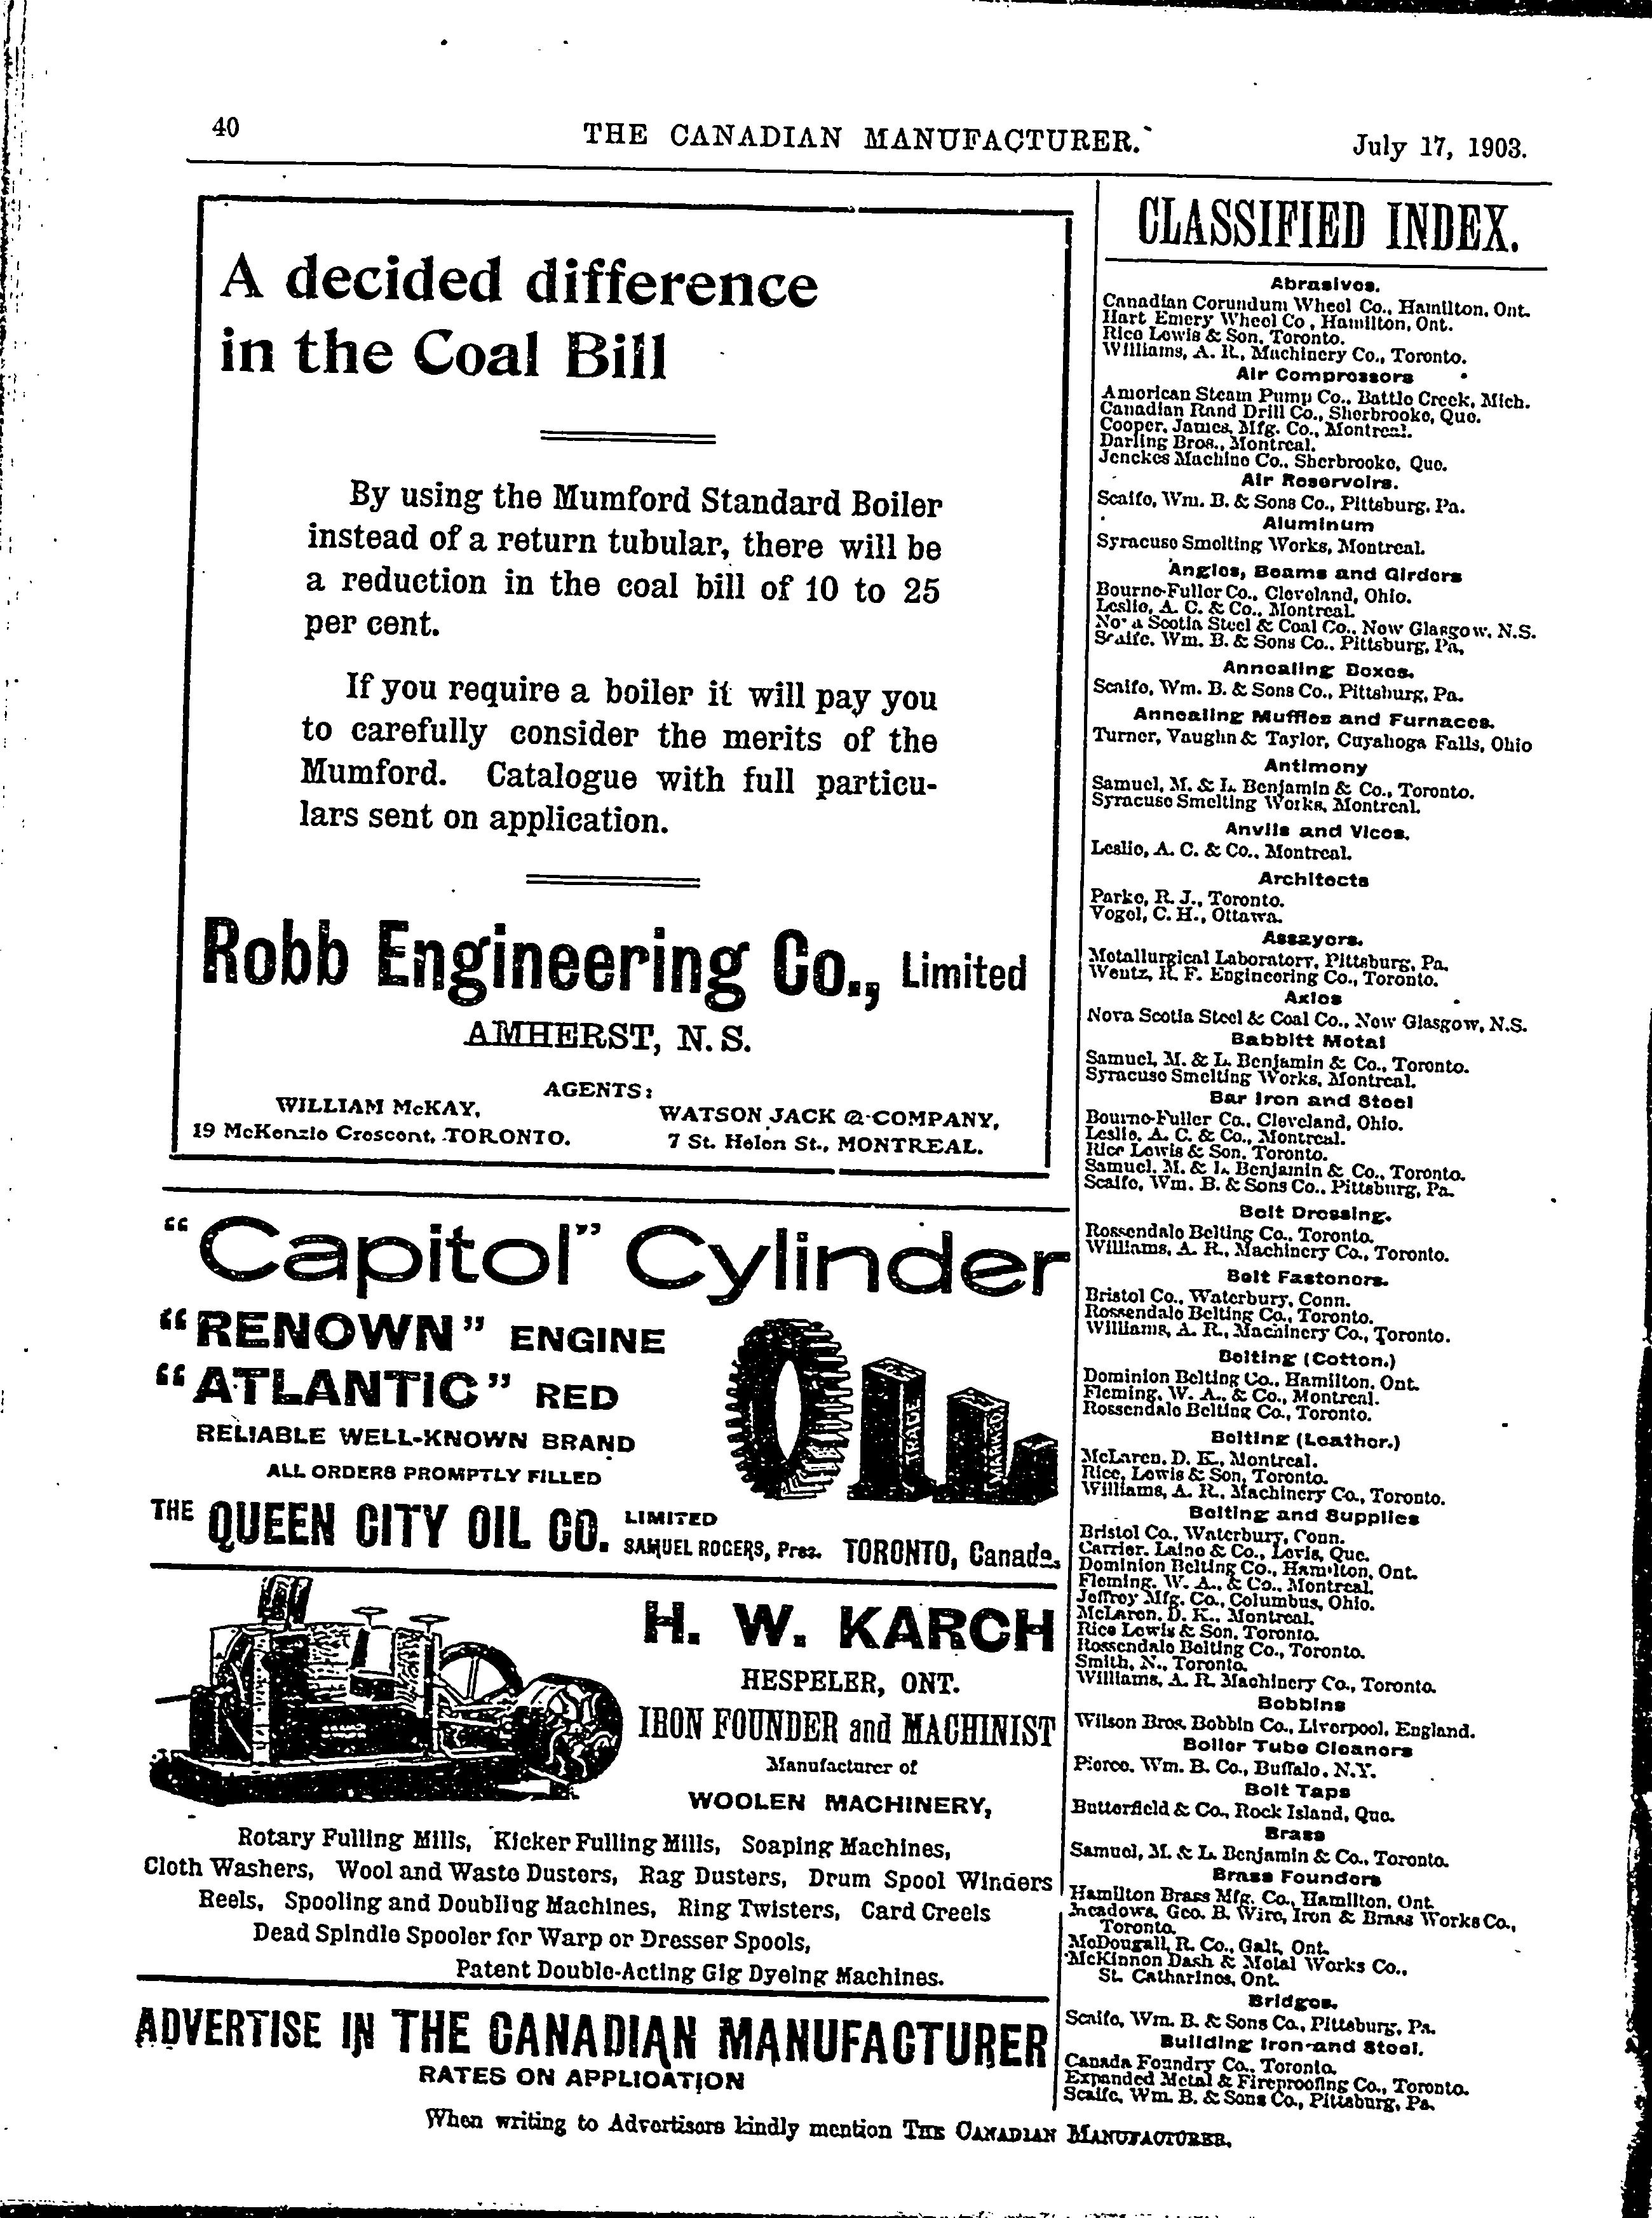 40
THE CANADIAN MANUFACTURER.
July 17, 1903.
A decided difference
in the Coal Bill
By using the Mumford Standard Boiler
instead of a return tubular, there will be
a reduction in the coal bill of 10 to 25
per cent.
If you require a boiler it will pay you
to carefully consider the merits of the
Mumford. Catalogue with full particu-
lars sent on application.
Robb Engineering Co., Limited
AMHERST, N.S.
AGENTS:
WILLIAM McKAY,
19 McKenzie Crescent, TORONTO.
WATSON JACK & COMPANY,
7 St. Helen St., MONTREAL.
"Capitol" Cylinder
"RENOWN" ENGINE
"ATLANTIC" RED
OIL
RELIABLE WELL-KNOWN BRAND
ALL ORDERS PROMPTLY FILLED
THE QUEEN CITY OIL CO. LIMITED
SAMUEL ROGERS, Pres. TORONTO, Canada.
H. W. KARCH
HESPELER, ONT.
IRON FOUNDER and MACHINIST
Manufacturer of
WOOLEN MACHINERY,
Rotary Fulling Mills, Kicker Fulling Mills, Soaping Machines,
Cloth Washers, Wool and Waste Dusters, Rag Dusters, Drum Spool Winders
Reels, Spooling and Doubling Machines, Ring Twisters, Card Creels
Dead Spindle Spooler for Warp or Dresser Spools,
Patent Double-Acting Gig Dyeing Machines.
ADVERTISE IN THE CANADIAN MANUFACTURER
RATES ON APPLICATION
CLASSIFIED INDEX.
Abrasives.
Canadian Corundum Wheel Co., Hamilton, Ont.
Hart Emery Wheel Co, Hamilton, Ont.
Rice Lewis & Son, Toronto.
Williams, A. R., Machinery Co., Toronto.
Air Compressors
American Steam Pump Co., Battle Creek, Mich.
Canadian Rand Drill Co., Sherbrooke, Que.
Cooper, James, Mfg. Co., Montreal.
Darling Bros., Montreal.
Jenckes Machine Co., Sherbrooke, Que.
Air Reservoirs.
Scaife, Wm. B. & Sons Co., Pittsburg, Pa.
Aluminum
Syracuse Smelting Works, Montreal.
Angles, Beams and Girders
Bourne-Fuller Co., Cleveland, Ohio.
Leslie, A. C. & Co., Montreal.
Nova Scotia Steel & Coal Co., New Glasgow, N.S.
Scaife, Wm. B. & Sons Co., Pittsburg, Pa.
Annealing Boxes.
Scaife, Wm. B. & Sons Co., Pittsburg, Pa.
Annealing Muffles and Furnaces.
Turner, Vaughn & Taylor, Cuyahoga Falls, Ohio
Antimony
Samuel, M. & L. Benjamin & Co., Toronto.
Syracuse Smelting Works, Montreal.
Anvils and Vices.
Leslie, A. C. & Co., Montreal.
Architects
Parke, R. J., Toronto.
Vogel, C. H., Ottawa.
Assayers.
Metallurgical Laboratory, Pittsburg, Pa.
Wentz, R. F. Engineering Co., Toronto.
Axles
Nova Scotia Steel & Coal Co., New Glasgow, N.S.
Babbitt Metal
Samuel, M. & L. Benjamin & Co., Toronto.
Syracuse Smelting Works, Montreal.
Bar Iron and Steel
Bourne-Fuller Co., Cleveland, Ohio.
Leslie, A. C. & Co., Montreal.
Rice Lewis & Son, Toronto.
Samuel, M. & L. Benjamin & Co., Toronto.
Scaife, Wm. B. & Sons Co., Pittsburg, Pa.
Belt Dressing.
Rossendale Belting Co., Toronto.
Williams, A. R., Machinery Co., Toronto.
Belt Fasteners.
Bristol Co., Waterbury, Conn.
Rossendale Belting Co., Toronto.
Williams, A. R., Machinery Co., Toronto.
Belting (Cotton.)
Dominion Belting Co., Hamilton, Ont.
Fleming, W. A., & Co., Montreal.
Rossendale Belting Co., Toronto.
Belting (Leather.)
McLaren, D. K., Montreal.
Rice, Lewis & Son, Toronto.
Williams, A. R., Machinery Co., Toronto.
Belting and Supplies
Bristol Co., Waterbury, Conn.
Carrier, Laine & Co., Levis, Que.
Dominion Belting Co., Hamilton, Ont.
Fleming, W. A., & Co., Montreal.
Jeffrey Mfg. Co., Columbus, Ohio.
McLaren, D. K., Montreal.
Rice Lewis & Son, Toronto.
Rossendale Belting Co., Toronto.
Smith, N., Toronto.
Williams, A. R. Machinery Co., Toronto.
Bobbins
Wilson Bros. Bobbin Co., Liverpool, England.
Boiler Tube Cleaners
Pierce, Wm. B. Co., Buffalo, N.Y.
Bolt Taps
Butterfield & Co., Rock Island, Que.
Brass
Samuel, M. & L. Benjamin & Co., Toronto.
Brass Founders
Hamilton Brass Mfg. Co., Hamilton, Ont.
Meadows, Geo. B. Wire, Iron & Brass Works Co.,
Toronto.
McDougall, R. Co., Galt, Ont.
McKinnon Dash & Metal Works Co.,
St. Catharines, Ont.
Bridges.
Scaife, Wm. B. & Sons Co., Pittsburg, Pa.
Building Iron and Steel.
Canada Foundry Co., Toronto.
Expanded Metal & Fireproofing Co., Toronto.
Scaife, Wm. B. & Sons Co., Pittsburg, Pa.
When writing to Advertisers kindly mention THE CANADIAN MANUFACTURER.